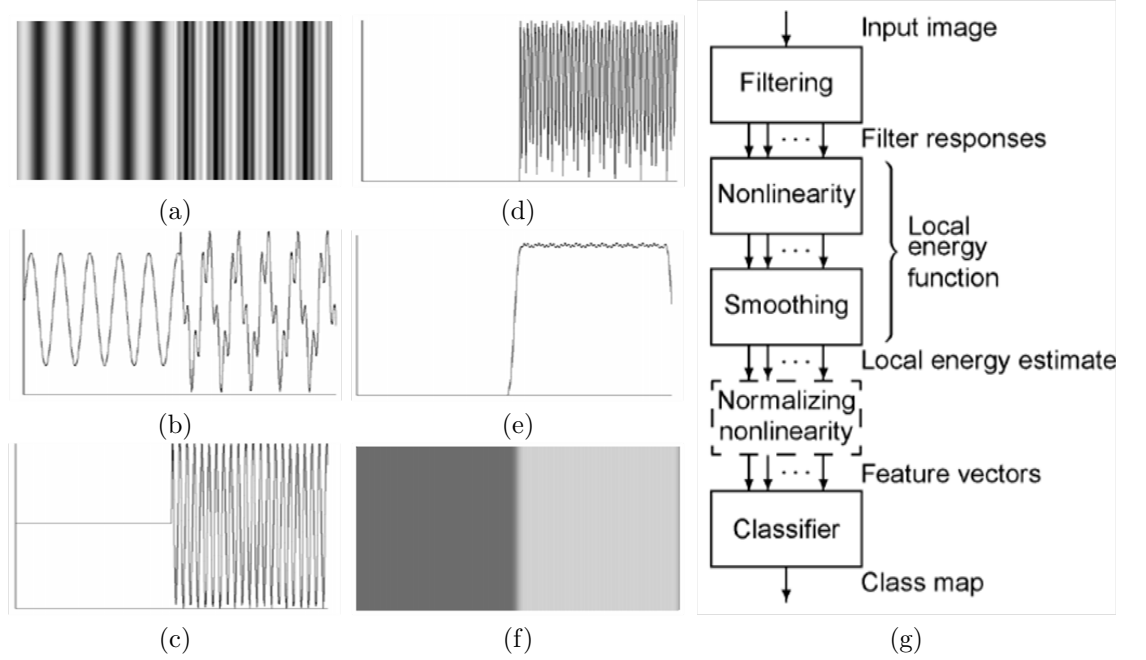 (a)
(b)
(c)
(d)
(e)
(f)
Input image
Filtering
Filter responses
Nonlinearity
Local
energy
function
Smoothing
Local energy estimate
Normalizing
nonlinearity
Feature vectors
Classifier
Class map
(g)